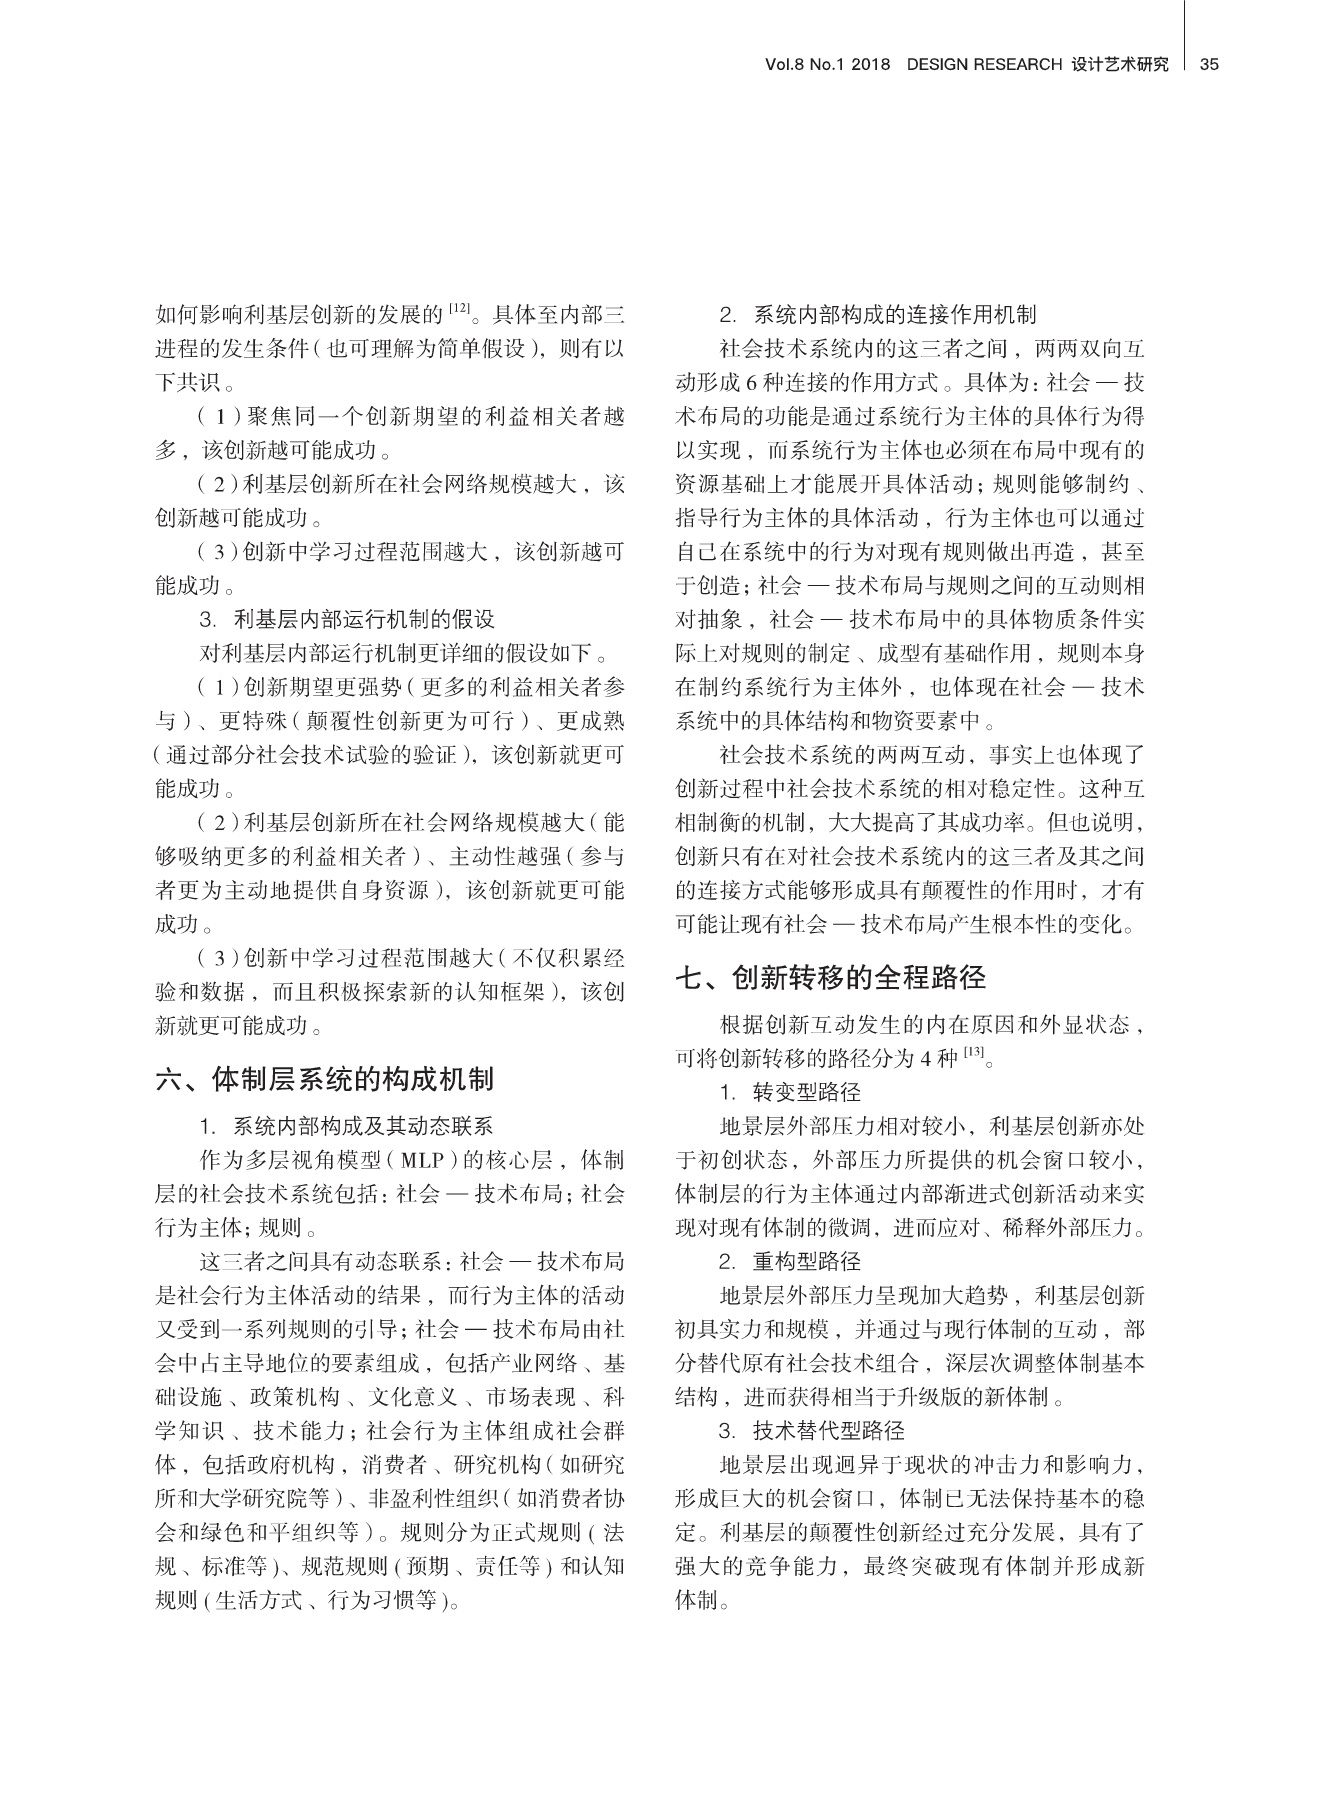 Vol.8 No.1 2018 DESIGN RESEARCH 设计艺术研究 35
如何影响利基层创新的发展的[12]。具体至内部三
进程的发生条件(也可理解为简单假设),则有以
下共识。
(1)聚焦同一个创新期望的利益相关者越
多,该创新越可能成功。
(2)利基层创新所在社会网络规模越大,该
创新越可能成功。
(3)创新中学习过程范围越大,该创新越可
能成功。
3. 利基层内部运行机制的假设
对利基层内部运行机制更详细的假设如下。
(1)创新期望更强势(更多的利益相关者参
与)、更特殊(颠覆性创新更为可行)、更成熟
(通过部分社会技术试验的验证),该创新就更可
能成功。
(2)利基层创新所在社会网络规模越大(能
够吸纳更多的利益相关者)、主动性越强(参与
者更为主动地提供自身资源),该创新就更可能
成功。
(3)创新中学习过程范围越大(不仅积累经
验和数据,而且积极探索新的认知框架),该创
新就更可能成功。
六、体制层系统的构成机制
1. 系统内部构成及其动态联系
作为多层视角模型(MLP)的核心层,体制
层的社会技术系统包括:社会—技术布局;社会
行为主体;规则。
这三者之间具有动态联系:社会—技术布局
是社会行为主体活动的结果,而行为主体的活动
又受到一系列规则的引导;社会—技术布局由社
会中占主导地位的要素组成,包括产业网络、基
础设施、政策机构、文化意义、市场表现、科
学知识、技术能力;社会行为主体组成社会群
体,包括政府机构,消费者、研究机构(如研究
所和大学研究院等)、非盈利性组织(如消费者协
会和绿色和平组织等)。规则分为正式规则(法
规、标准等)、规范规则(预期、责任等)和认知
规则(生活方式、行为习惯等)。
2. 系统内部构成的连接作用机制
社会技术系统内的这三者之间,两两双向互
动形成6种连接的作用方式。具体为:社会—技
术布局的功能是通过系统行为主体的具体行为得
以实现,而系统行为主体也必须在布局中现有的
资源基础上才能展开具体活动;规则能够制约、
指导行为主体的具体活动,行为主体也可以通过
自己在系统中的行为对现有规则做出再造,甚至
于创造;社会—技术布局与规则之间的互动则相
对抽象,社会—技术布局中的具体物质条件实
际上对规则的制定、成型有基础作用,规则本身
在制约系统行为主体外,也体现在社会—技术
系统中的具体结构和物资要素中。
社会技术系统的两两互动,事实上也体现了
创新过程中社会技术系统的相对稳定性。这种互
相制衡的机制,大大提高了其成功率。但也说明,
创新只有在对社会技术系统内的这三者及其之间
的连接方式能够形成具有颠覆性的作用时,才有
可能让现有社会—技术布局产生根本性的变化。
七、创新转移的全程路径
根据创新互动发生的内在原因和外显状态,
可将创新转移的路径分为4种[13]。
1. 转变型路径
地景层外部压力相对较小,利基层创新亦处
于初创状态,外部压力所提供的机会窗口较小,
体制层的行为主体通过内部渐进式创新活动来实
现对现有体制的微调,进而应对、稀释外部压力。
2. 重构型路径
地景层外部压力呈现加大趋势,利基层创新
初具实力和规模,并通过与现行体制的互动,部
分替代原有社会技术组合,深层次调整体制基本
结构,进而获得相当于升级版的新体制。
3. 技术替代型路径
地景层出现迥异于现状的冲击力和影响力,
形成巨大的机会窗口,体制已无法保持基本的稳
定。利基层的颠覆性创新经过充分发展,具有了
强大的竞争能力,最终突破现有体制并形成新
体制。